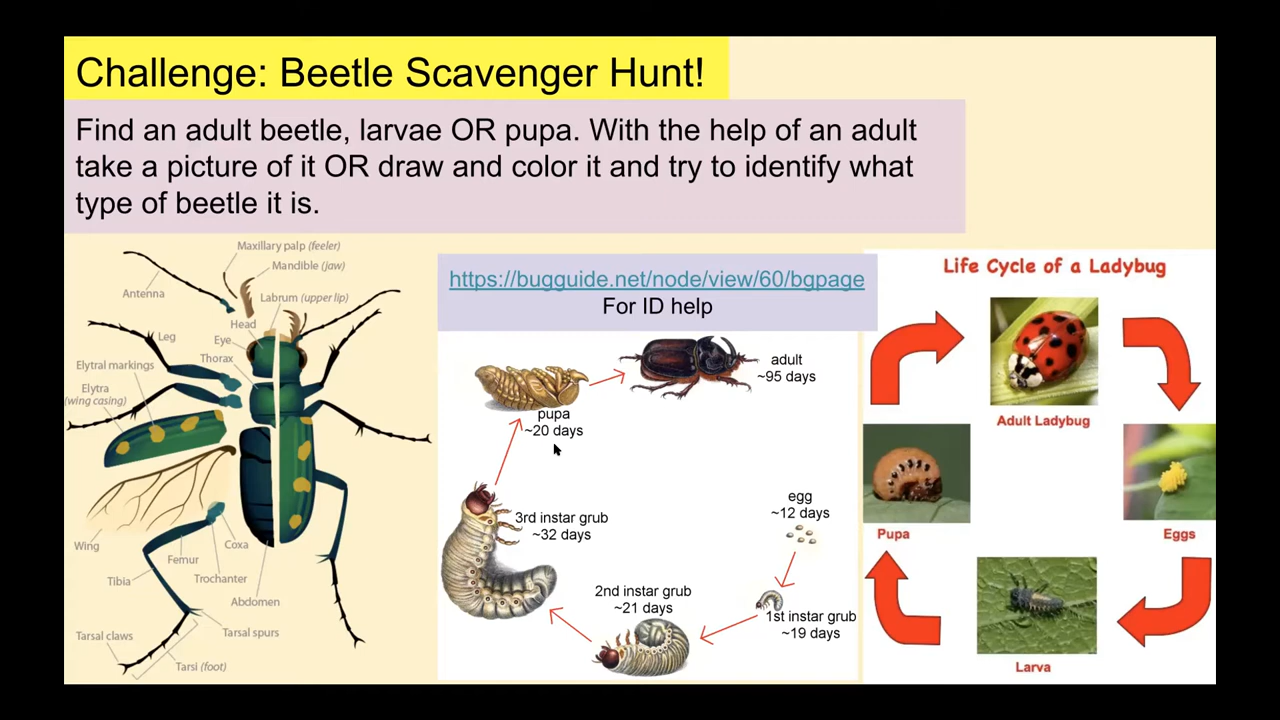 Challenge: Beetle Scavenger Hunt!
Find an adult beetle, larvae OR pupa. With the help of an adult
take a picture of it OR draw and color it and try to identify what
type of beetle it is.
Maxillary palp (feeler)
Mandible (jaw)
Antenna
Labrum (upper lip)
Head
Leg
Eye
Thorax
Elytral markings
Elytra
(wing casing)
Wing
Coxa
Femur
Tibia
Trochanter
Abdomen
Tarsal claws
Tarsal spurs
Tarsi (foot)
https://bugguide.net/node/view/60/bgpage
For ID help
adult
~95 days
pupa
~20 days
egg
~12 days
3rd instar grub
~32 days
2nd instar grub
~21 days
1st instar grub
~19 days
Life Cycle of a Ladybug
Adult Ladybug
Pupa
Eggs
Larva